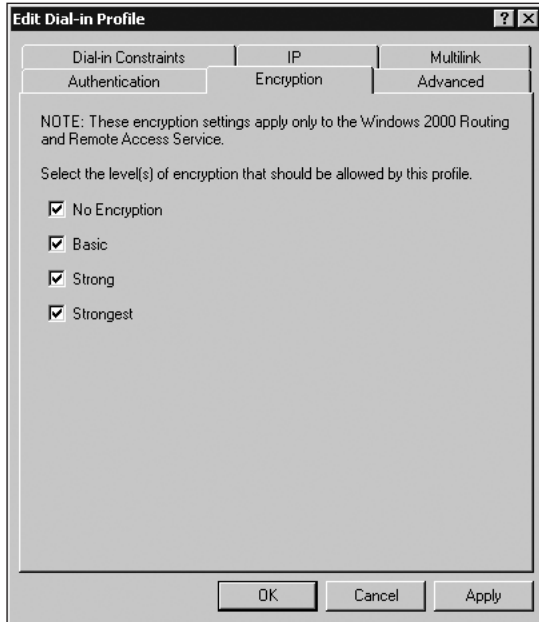 Edit Dial-in Profile
Dial-in Constraints IP Multilink
Authentication Encryption Advanced
NOTE: These encryption settings apply only to the Windows 2000 Routing
and Remote Access Service.
Select the level(s) of encryption that should be allowed by this profile.
No Encryption
Basic
Strong
Strongest
OK Cancel Apply